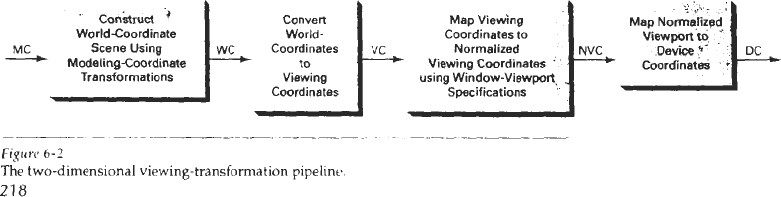 MC
Construct
World-Coordinate
Scene Using
Modeling-Coordinate
Transformations
WC
Convert
World-
Coordinates
to
Viewing
Coordinates
VC
Map Viewing
Coordinates to
Normalized
Viewing Coordinates
using Window-Viewport
Specifications
NVC
Map Normalized
Viewport to
Device
Coordinates
DC
Figure 6-2
The two-dimensional viewing-transformation pipeline.
218